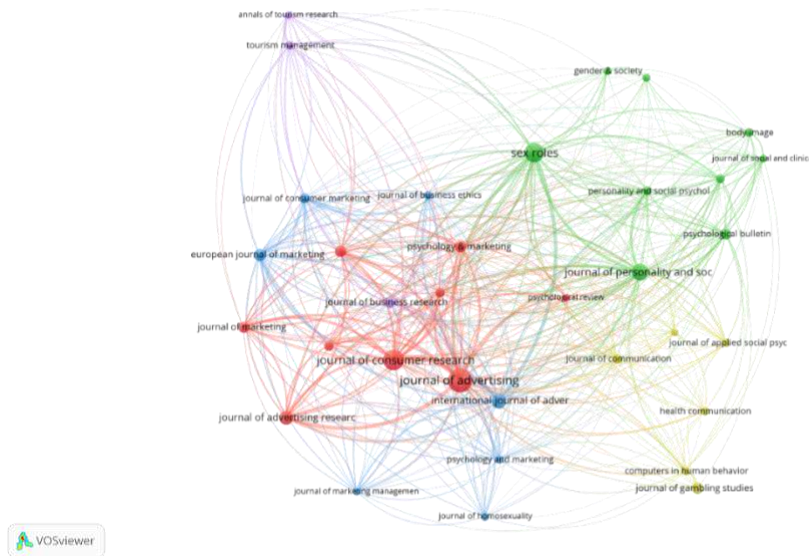 annals of tourism research
tourism management
gender & society
body image
sex roles
journal of social and clinic
personality and social psychol
journal of consumer marketing
journal of business ethics
psychological bulletin
psychology & marketing
european journal of marketing
journal of personality and soc
psychological review
journal of business research
journal of marketing
journal of applied social psyc
journal of communication
journal of consumer research
journal of advertising
international journal of adver
health communication
journal of advertising researc
psychology and marketing
computers in human behavior
journal of gambling studies
journal of marketing managemen
journal of homosexuality
VOSviewer